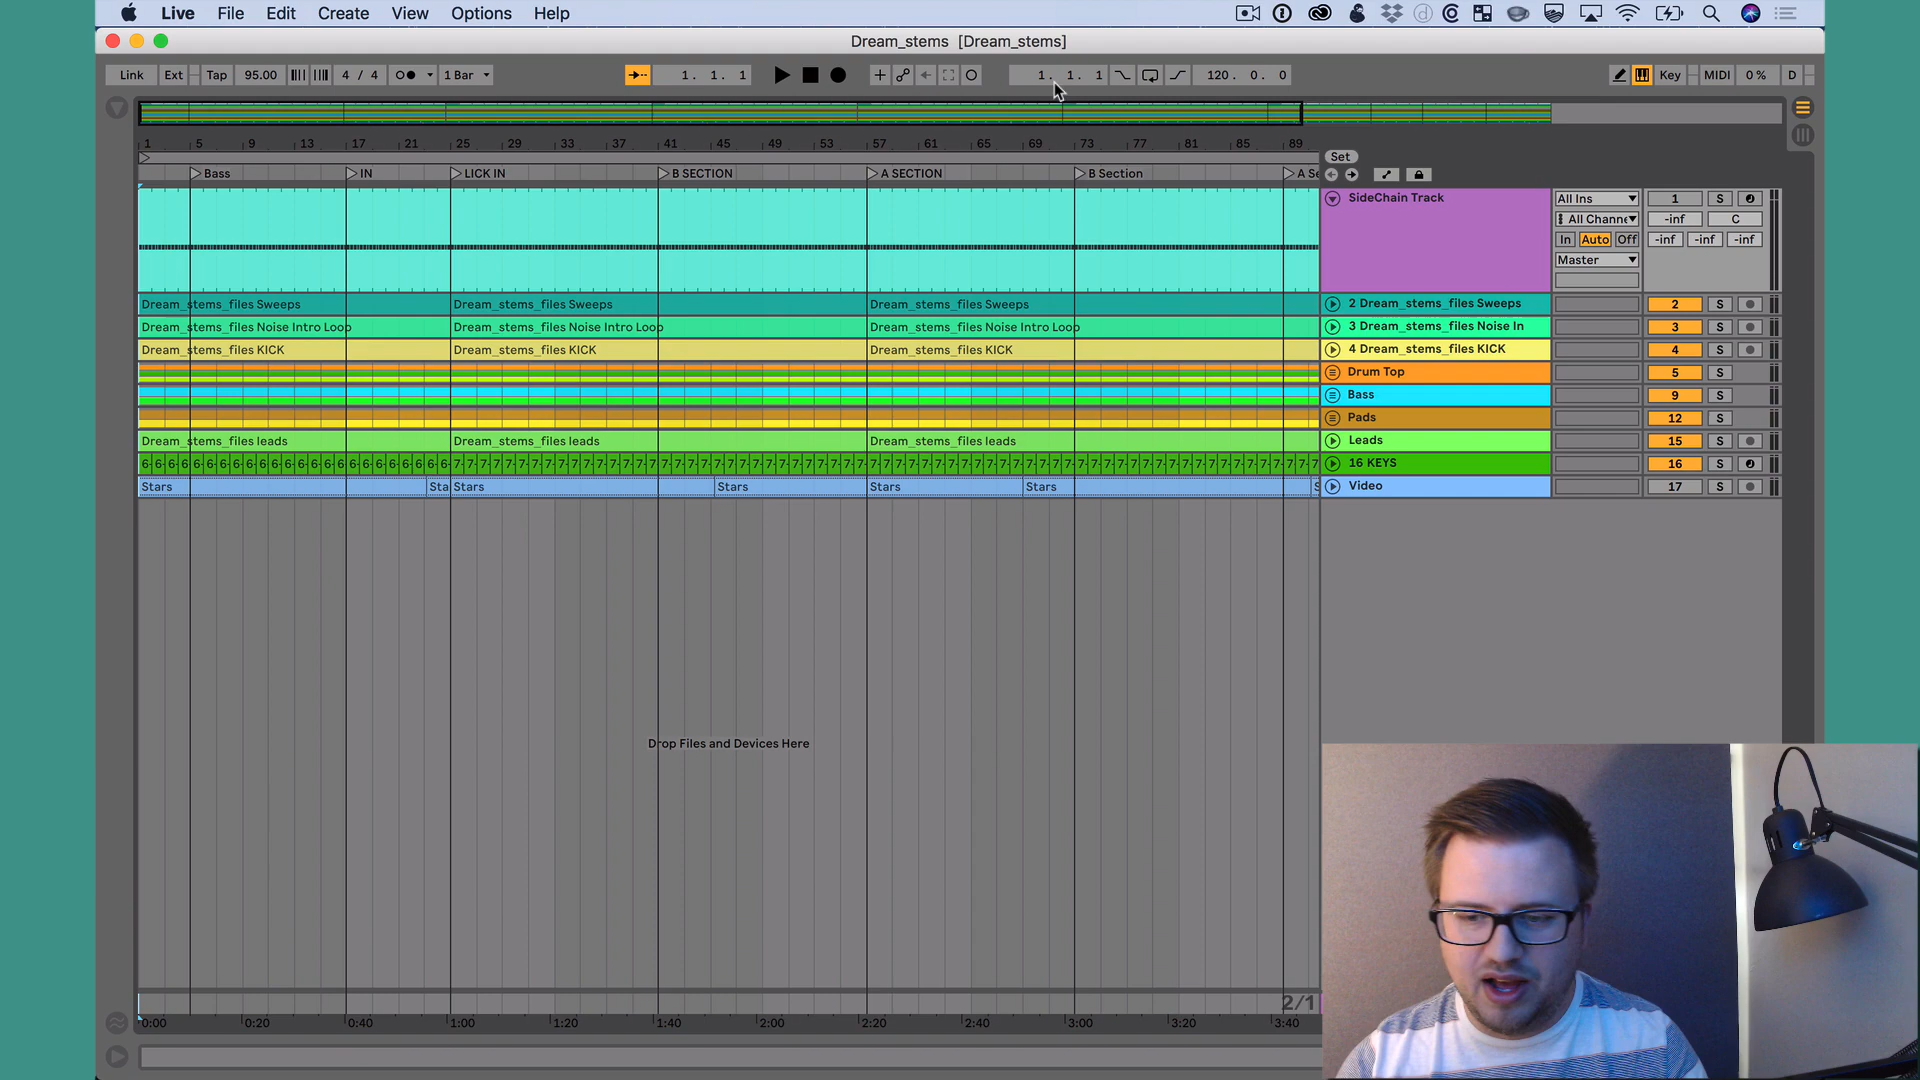 Live File Edit Create View Options Help
Dream_stems [Dream_stems]
Link Ext Tap 95.00 4 / 4 1 Bar 1. 1. 1 1. 1. 1 120. 0. 0 Key MIDI 0 % D
1 5 9 13 17 21 25 29 33 37 41 45 49 53 57 61 65 69 73 77 81 85 89
Set
Bass IN LICK IN B SECTION A SECTION B Section A Se
SideChain Track All Ins 1 S
All Channe -inf C
In Auto Off -inf -inf -inf
Master
Dream_stems_files Sweeps Dream_stems_files Sweeps Dream_stems_files Sweeps 2 Dream_stems_files Sweeps 2 S
Dream_stems_files Noise Intro Loop Dream_stems_files Noise Intro Loop Dream_stems_files Noise Intro Loop 3 Dream_stems_files Noise In 3 S
Dream_stems_files KICK Dream_stems_files KICK Dream_stems_files KICK 4 Dream_stems_files KICK 4 S
Drum Top 5 S
Bass 9 S
Pads 12 S
Dream_stems_files leads Dream_stems_files leads Dream_stems_files leads Leads 15 S
16 KEYS 16 S
Stars Sta Stars Stars Stars Stars S Video 17 S
Drop Files and Devices Here
2/1
0:00 0:20 0:40 1:00 1:20 1:40 2:00 2:20 2:40 3:00 3:20 3:40